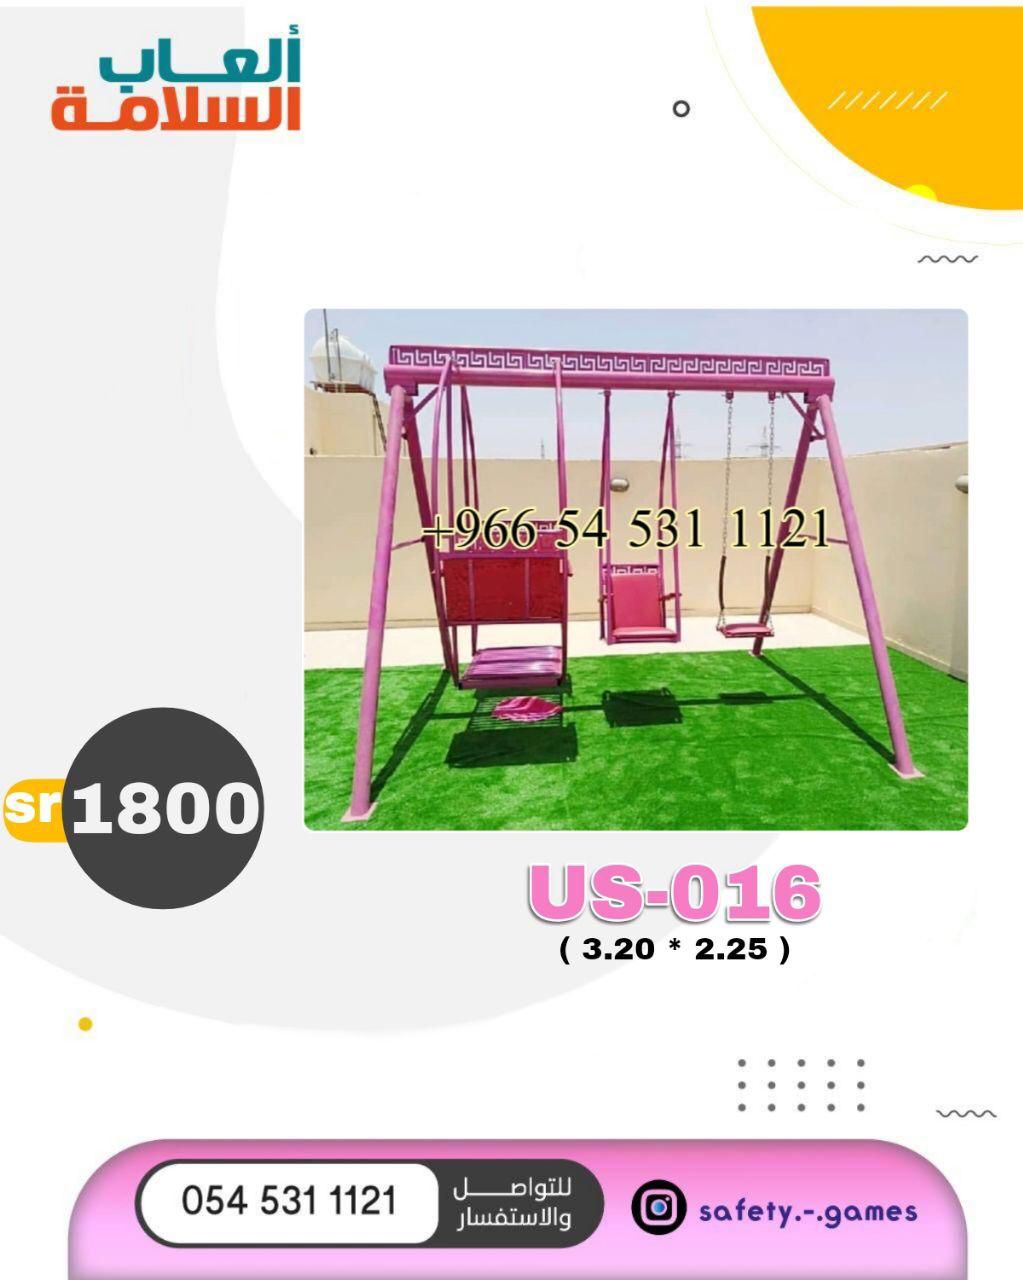 ألعاب
السلامة
+966 54 531 1121
sr 1800
US-016
( 3.20 * 2.25 )
054 531 1121
للتواصل
والاستفسار
safety.-.games